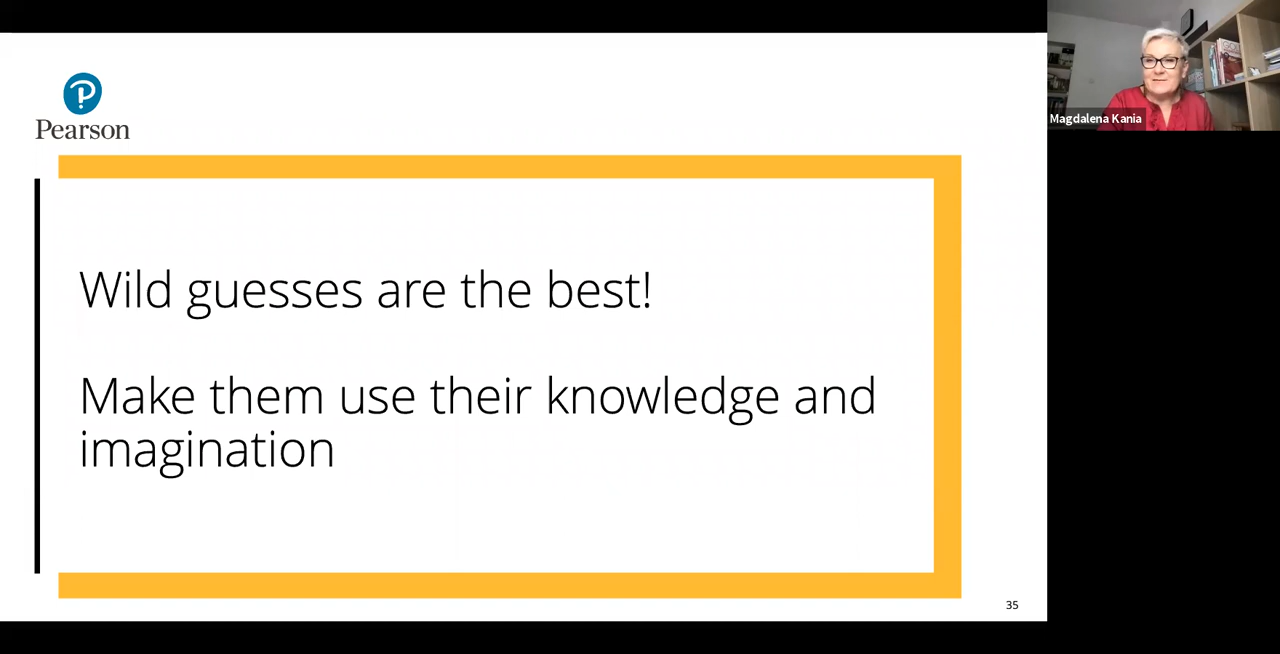 Pearson
Magdalena Kania
Wild guesses are the best!
Make them use their knowledge and
imagination
35